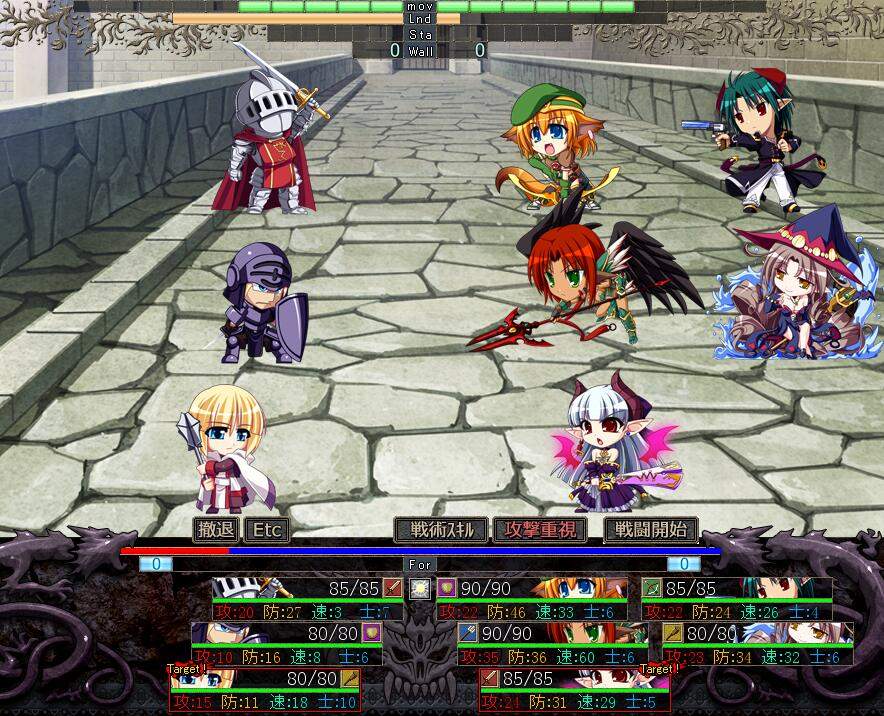 mov
Lnd
Sta
0 Wall 0
撤退 Etc 戦術ｽｷﾙ 攻撃重視 戦闘開始
For
0 0
85/85 90/90 85/85
攻:20 防:27 速:3 士:7 攻:22 防:46 速:33 士:6 攻:22 防:24 速:26 士:4
80/80 90/90 80/80
攻:10 防:16 速:8 士:6 攻:35 防:36 速:60 士:6 攻:23 防:34 速:32 士:6
Target! Target!
80/80 85/85
攻:15 防:11 速:18 士:10 攻:24 防:31 速:29 士:5